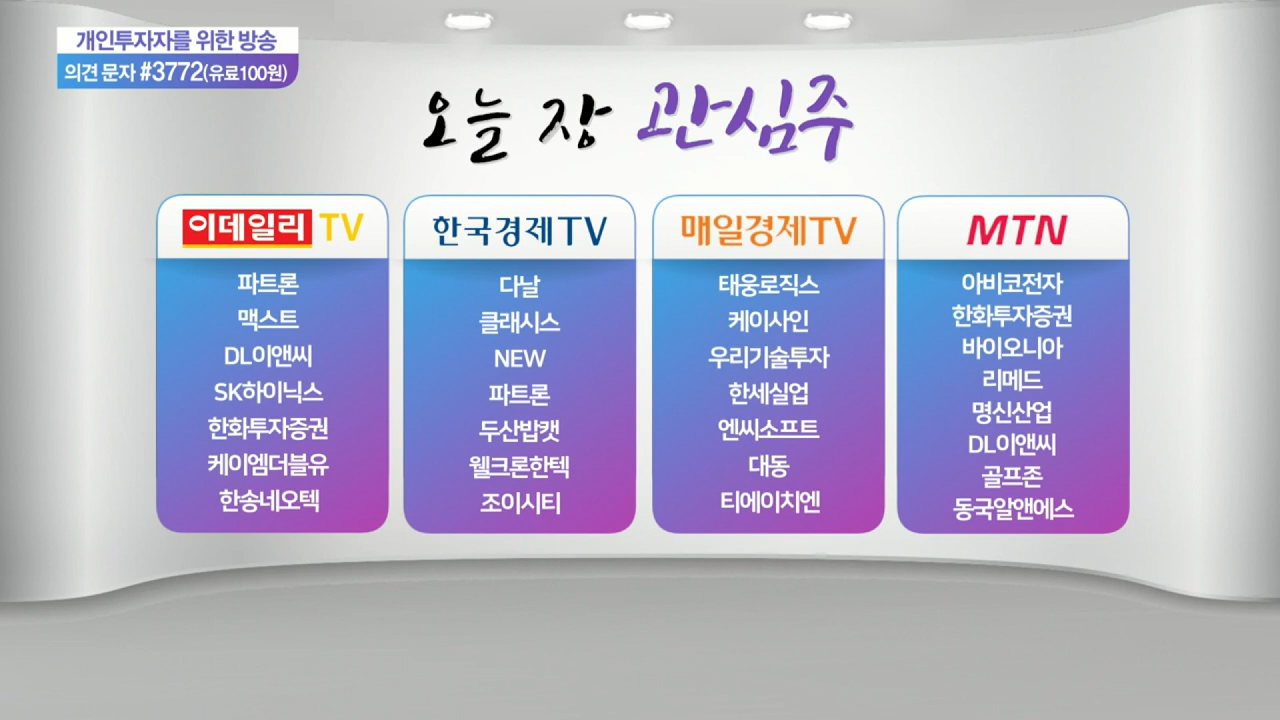 개인투자자를 위한 방송
의견 문자 #3772(유료100원)
오늘 장 관심주
이데일리 TV
파트론
맥스트
DL이앤씨
SK하이닉스
한화투자증권
케이엠더블유
한송네오텍
한국경제TV
다날
클래시스
NEW
파트론
두산밥캣
웰크론한텍
조이시티
매일경제TV
태웅로직스
케이사인
우리기술투자
한세실업
엔씨소프트
대동
티에이치엔
MTN
아비코전자
한화투자증권
바이오니아
리메드
명신산업
DL이앤씨
골프존
동국알앤에스